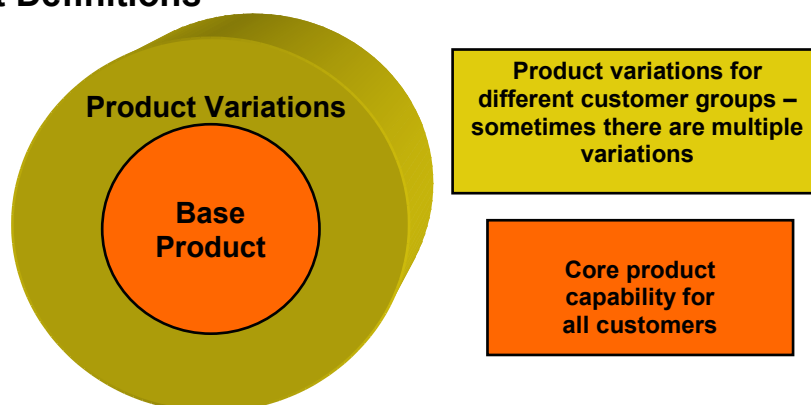 Definitions
Product Variations
Base
Product
Product variations for
different customer groups –
sometimes there are multiple
variations
Core product
capability for
all customers